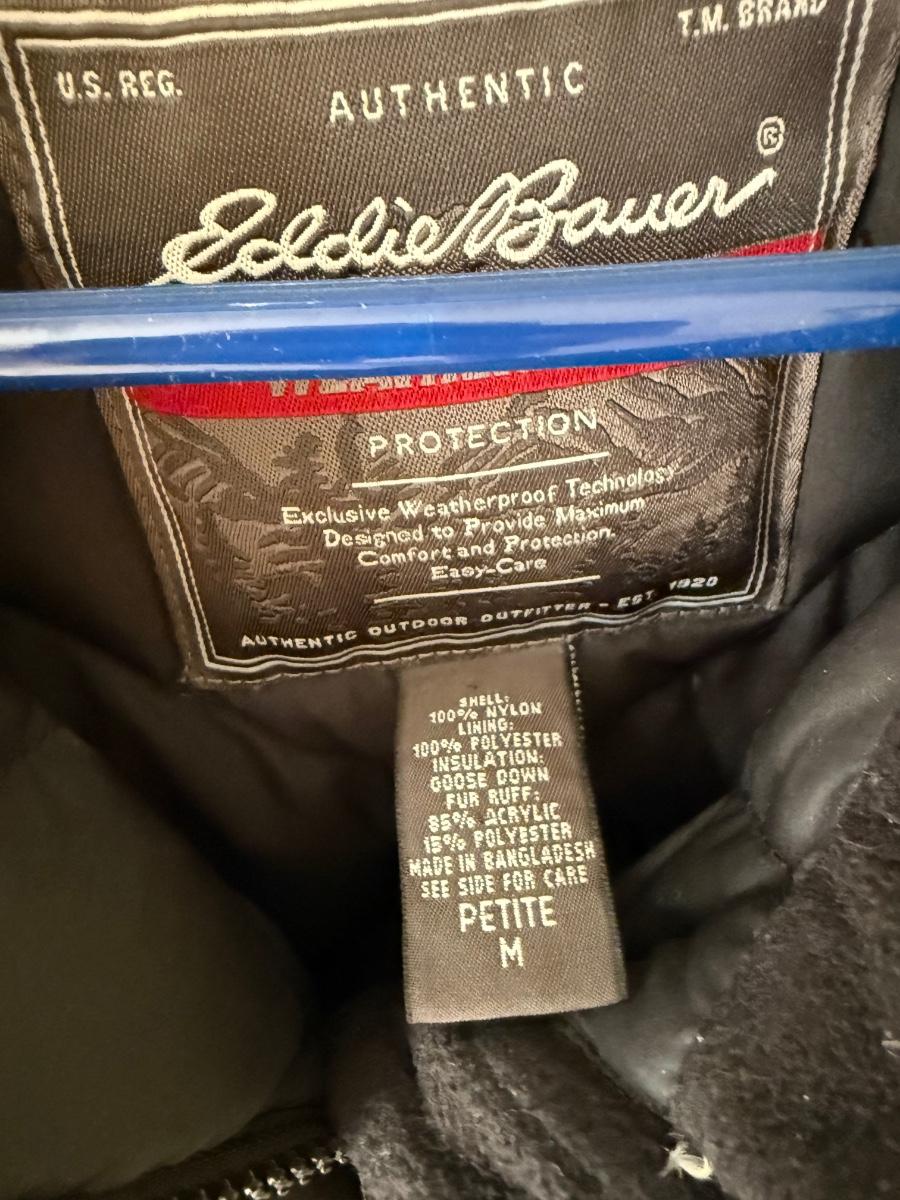 U.S. REG.
T.M. BRAND
AUTHENTIC
Eddie Bauer®
PROTECTION
Exclusive Weatherproof Technology
Designed to Provide Maximum
Comfort and Protection.
Easy-Care
AUTHENTIC OUTDOOR OUTFITTER - EST. 1920
SHELL:
100% NYLON
LINING:
100% POLYESTER
INSULATION:
GOOSE DOWN
FUR RUFF:
85% ACRYLIC
15% POLYESTER
MADE IN BANGLADESH
SEE SIDE FOR CARE
PETITE
M